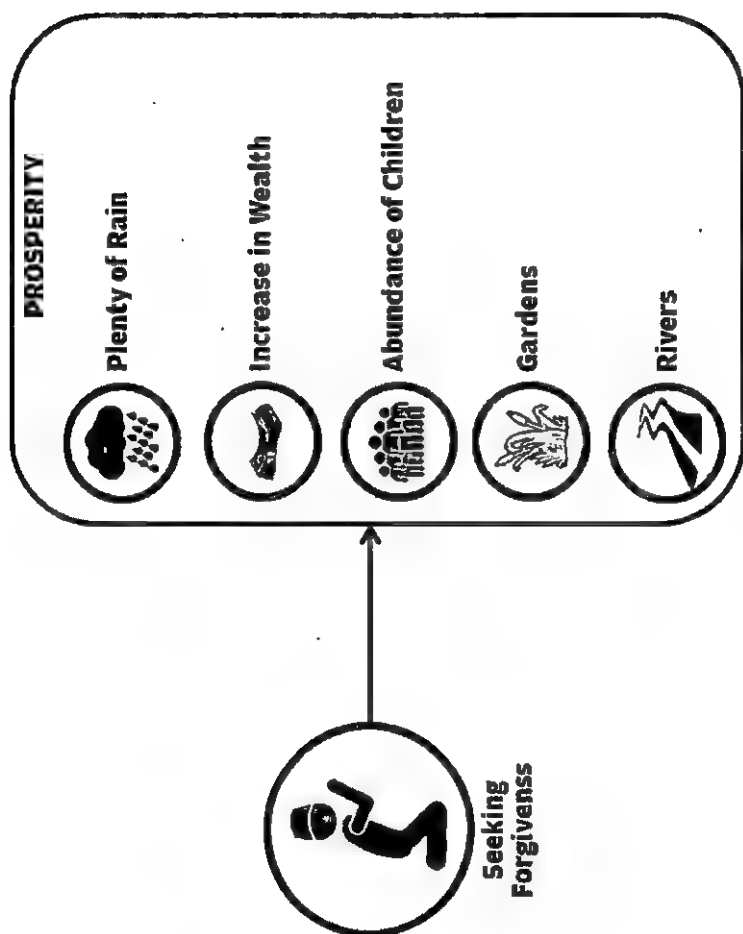 PROSPERITY
Plenty of Rain
Increase in Wealth
Abundance of Children
Gardens
Rivers
Seeking
Forgivenss